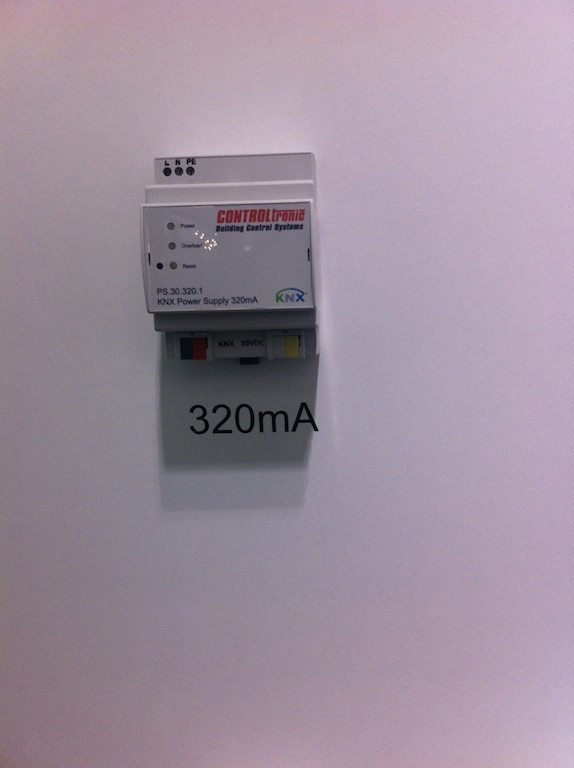 L N PE
CONTROLtronic
Building Control Systems
Power
Overload
Reset
PS.30.320.1
KNX Power Supply 320mA
KNX
KNX 30VDC
320mA